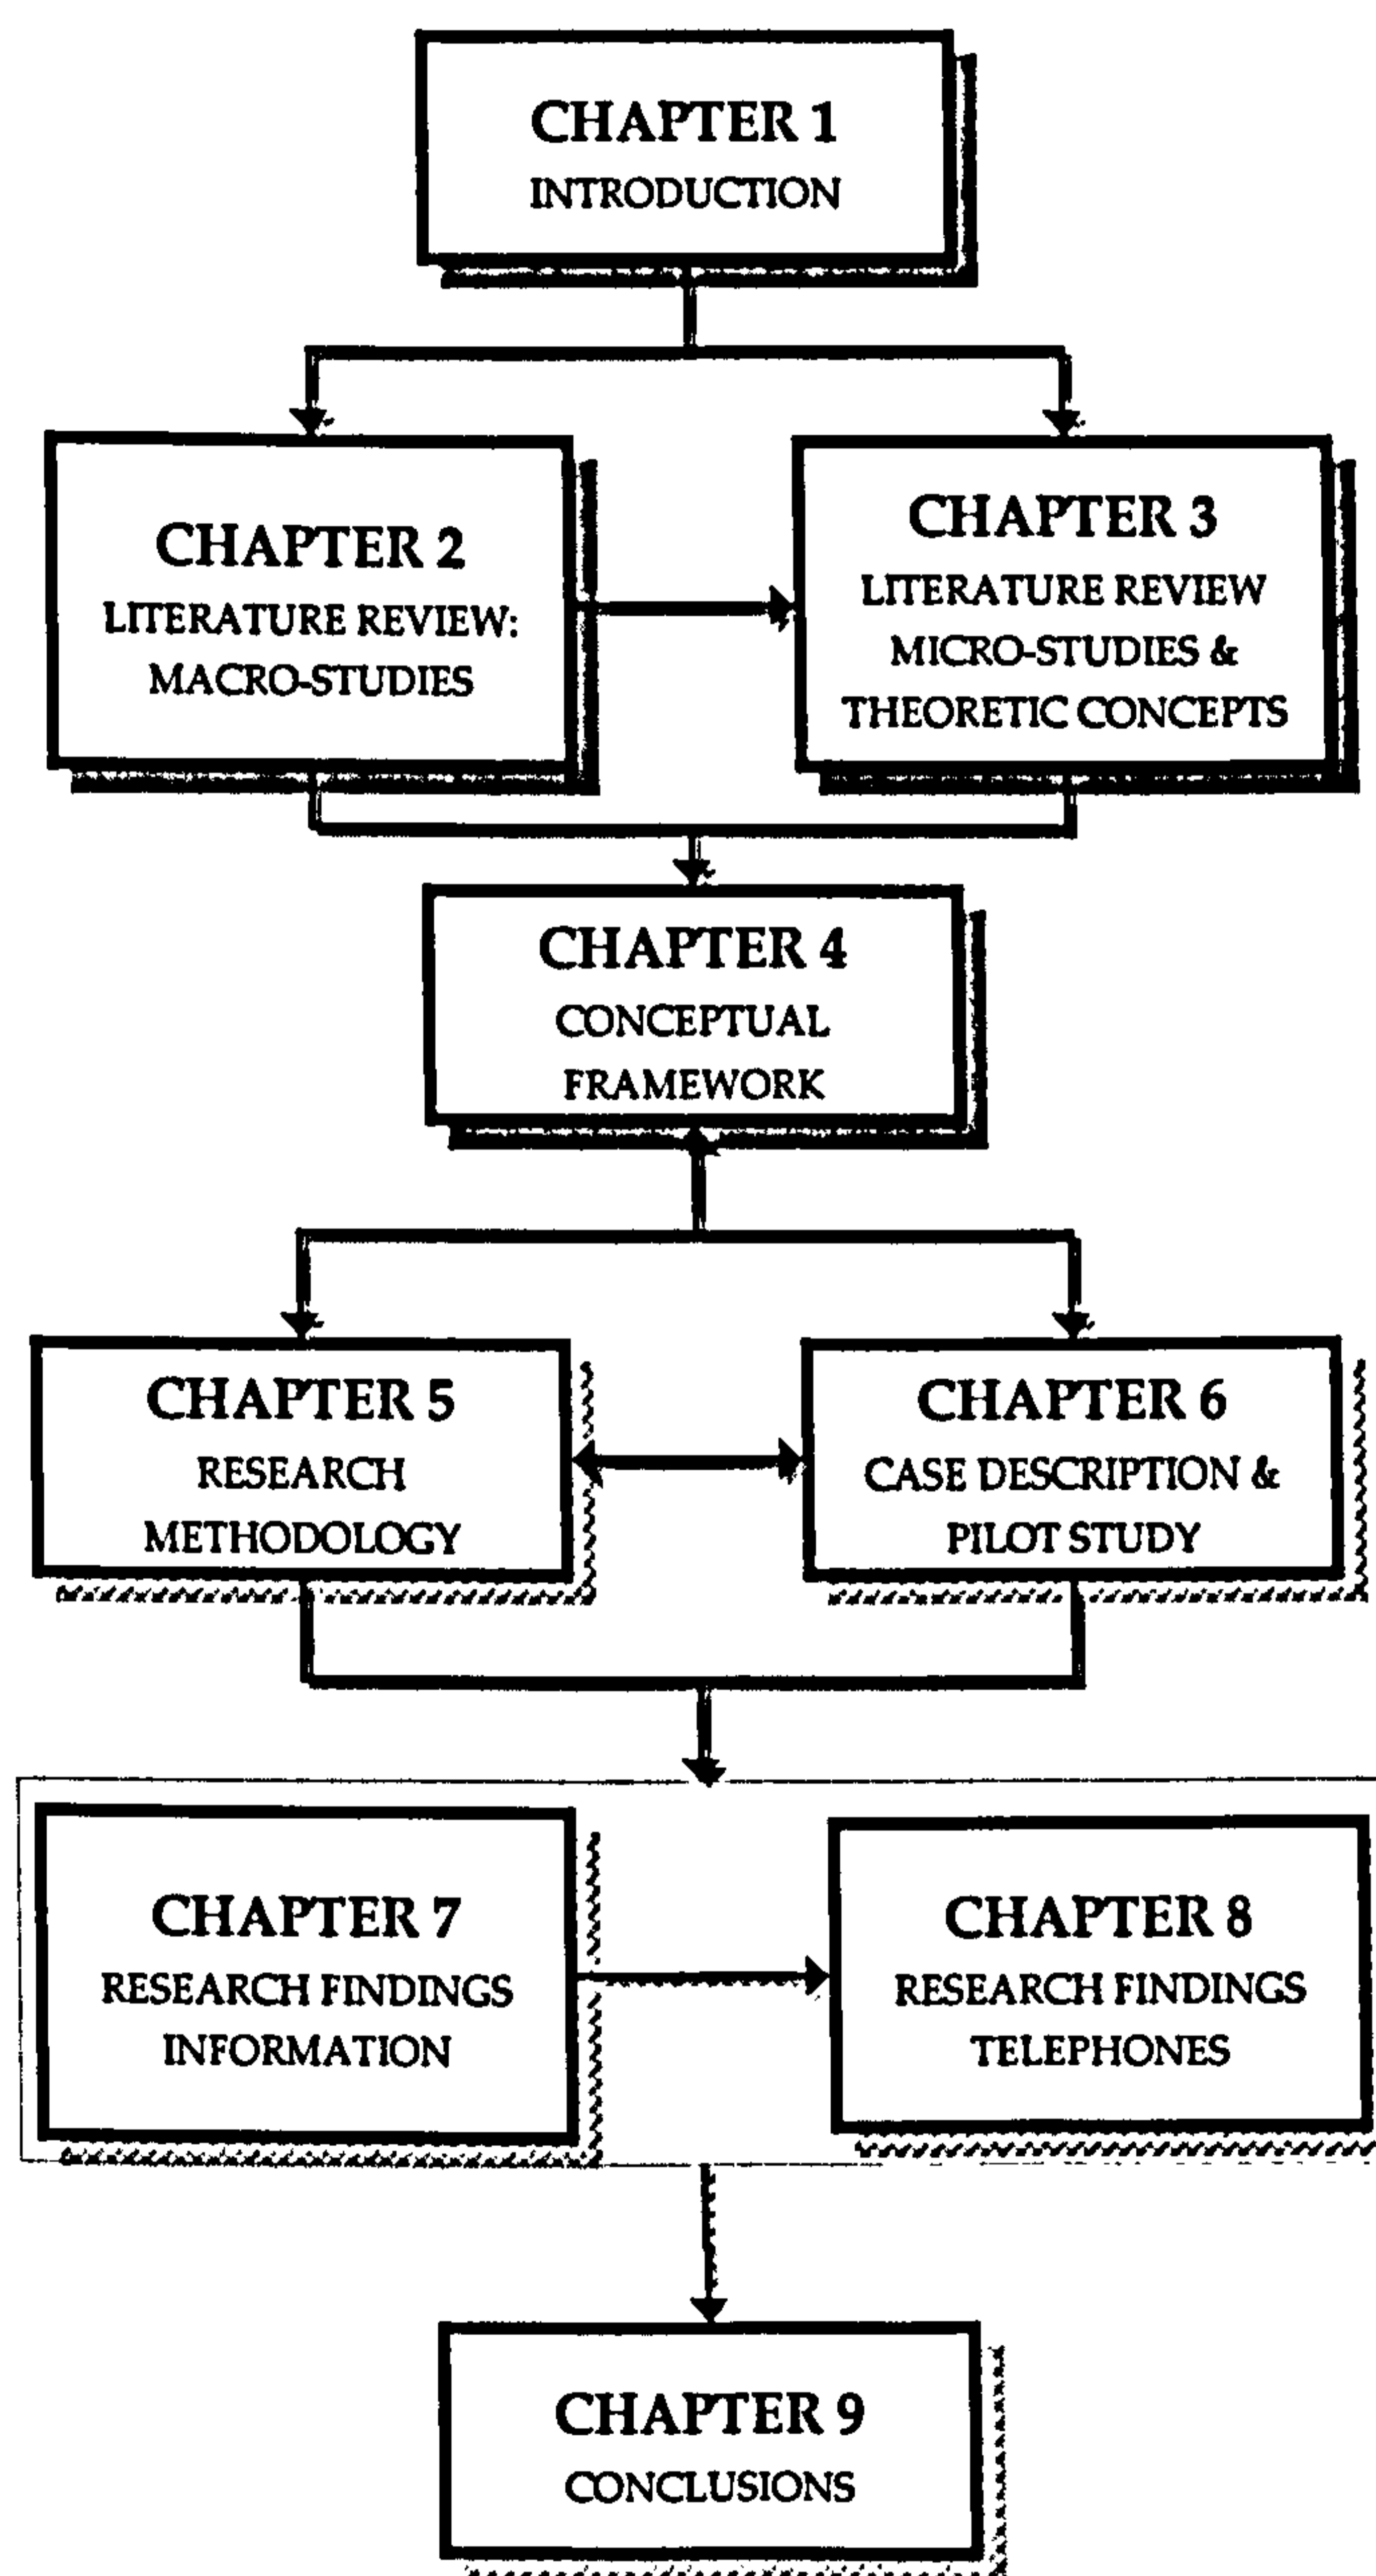 CHAPTER 1
INTRODUCTION
CHAPTER 2
LITERATURE REVIEW:
MACRO-STUDIES
CHAPTER 3
LITERATURE REVIEW
MICRO-STUDIES &
THEORETIC CONCEPTS
CHAPTER 4
CONCEPTUAL
FRAMEWORK
CHAPTER 5
RESEARCH
METHODOLOGY
CHAPTER 6
CASE DESCRIPTION &
PILOT STUDY
CHAPTER 7
RESEARCH FINDINGS
INFORMATION
CHAPTER 8
RESEARCH FINDINGS
TELEPHONES
CHAPTER 9
CONCLUSIONS